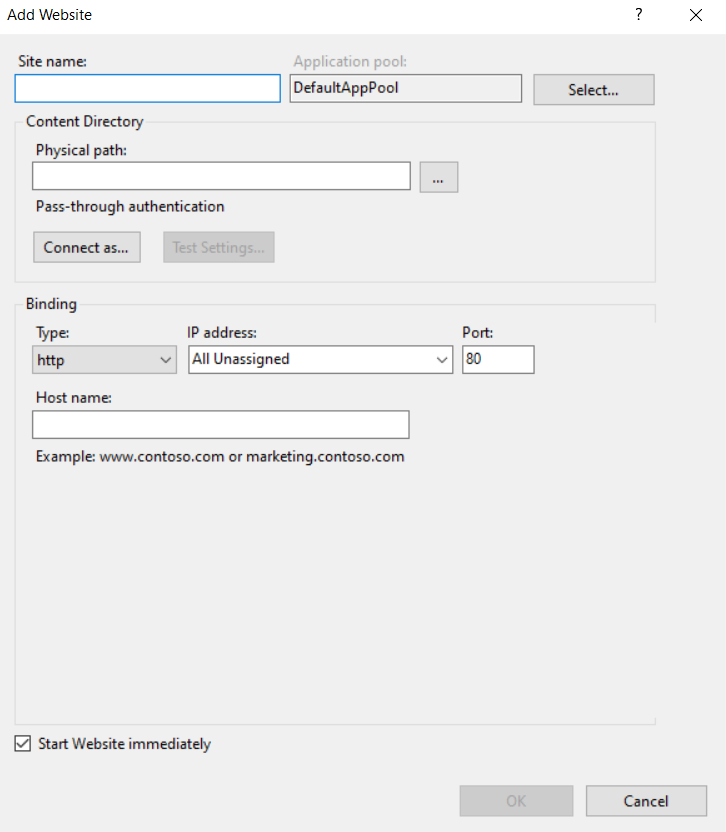 Add Website ?
Site name: Application pool:
DefaultAppPool Select...
Content Directory
Physical path:
...
Pass-through authentication
Connect as... Test Settings...
Binding
Type: IP address: Port:
http All Unassigned 80
Host name:
Example: www.contoso.com or marketing.contoso.com
Start Website immediately
OK Cancel